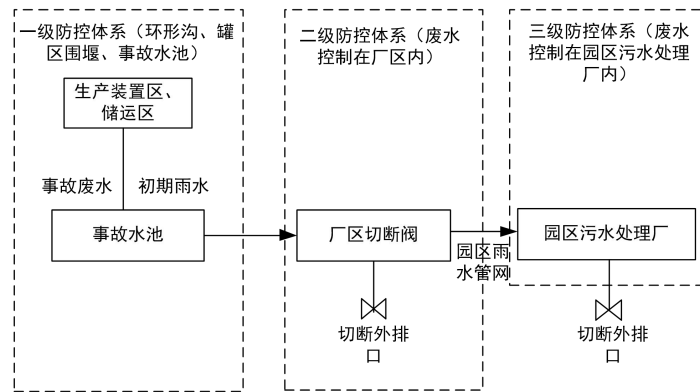 一级防控体系（环形沟、罐
区围堰、事故水池）
生产装置区、
储运区
事故废水
初期雨水
事故水池
二级防控体系（废水
控制在厂区内）
厂区切断阀
切断外排
口
园区雨
水管网
三级防控体系（废水
控制在园区污水处理
厂内）
园区污水处理厂
切断外排
口